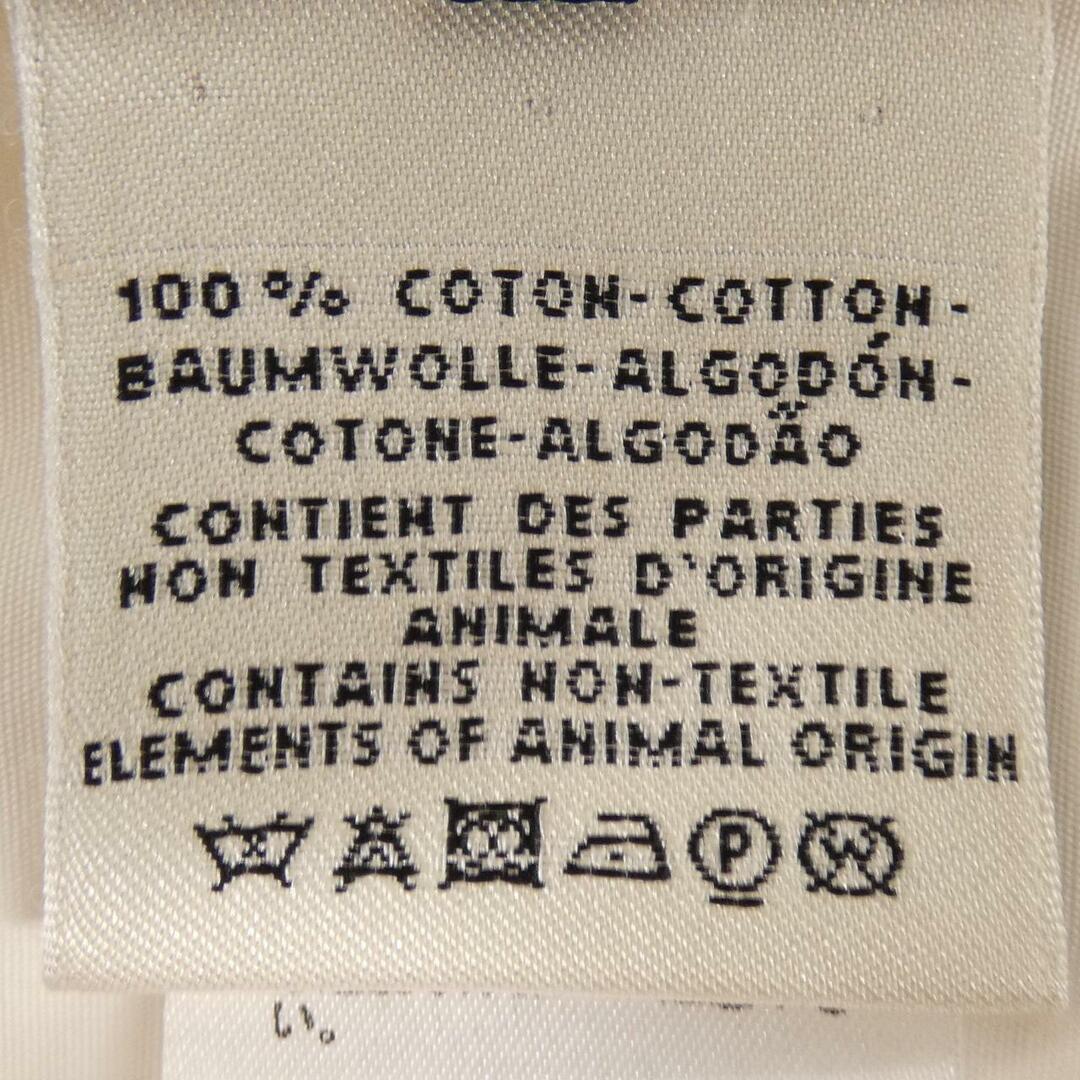 100% COTON-COTTON-
BAUMWOLLE-ALGODÓN-
COTONE-ALGODÃO
CONTIENT DES PARTIES
NON TEXTILES D'ORIGINE
ANIMALE
CONTAINS NON-TEXTILE
ELEMENTS OF ANIMAL ORIGIN
P W